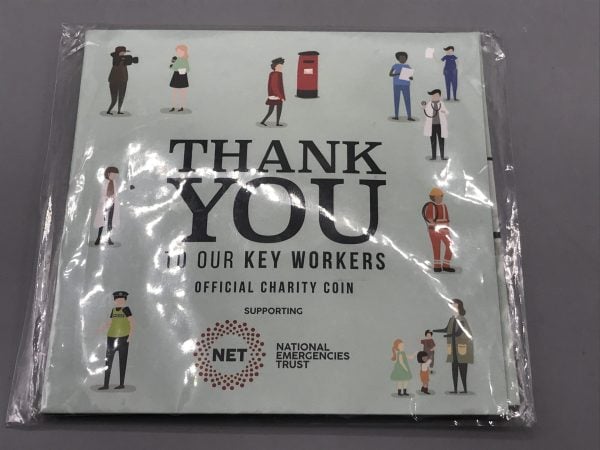 THANK
YOU
TO OUR KEY WORKERS
OFFICIAL CHARITY COIN
SUPPORTING
NET
NATIONAL
EMERGENCIES
TRUST